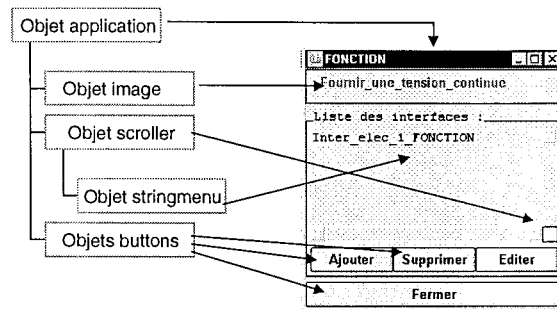 Objet application
Objet image
Objet scroller
Objet stringmenu
Objets buttons
FONCTION
Fournir_une_tension_continue
Liste des interfaces :
Inter_elec_1_FONCTION
Ajouter Supprimer Editer
Fermer